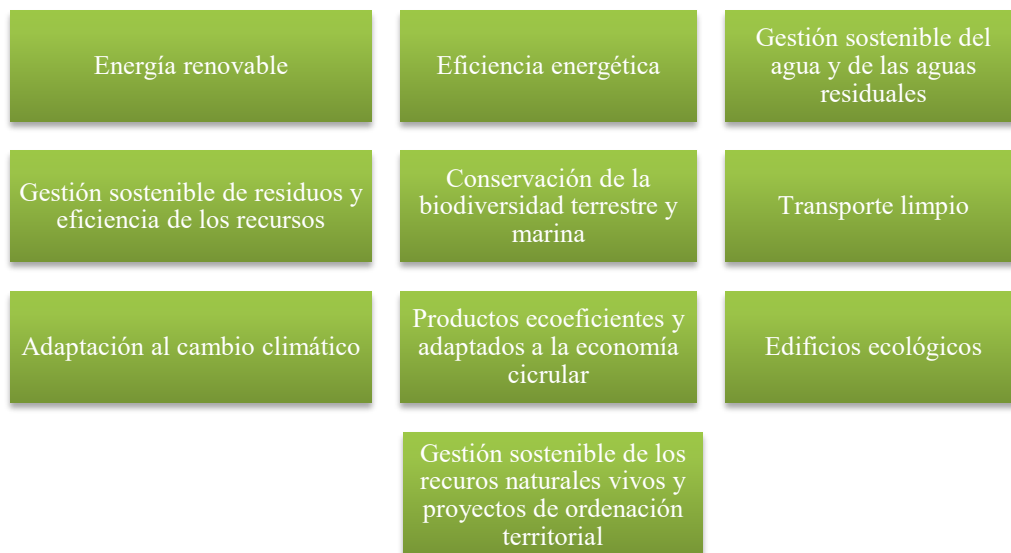 Energía renovable
Eficiencia energética
Gestión sostenible del
agua y de las aguas
residuales
Gestión sostenible de residuos y
eficiencia de los recursos
Conservación de la
biodiversidad terrestre y
marina
Transporte limpio
Adaptación al cambio climático
Productos ecoeficientes y
adaptados a la economía
cicrular
Edificios ecológicos
Gestión sostenible de los
recuros naturales vivos y
proyectos de ordenación
territorial